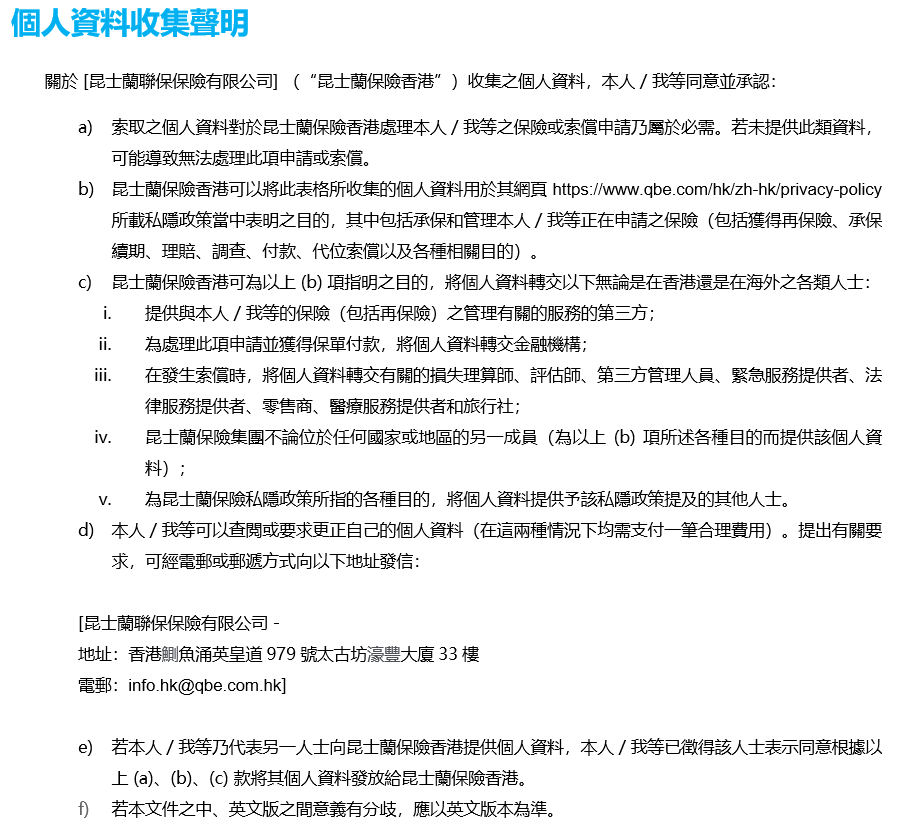 個人資料收集聲明
關於 [昆士蘭聯保保險有限公司] （“昆士蘭保險香港”）收集之個人資料，本人 / 我等同意並承認：
a) 索取之個人資料對於昆士蘭保險香港處理本人 / 我等之保險或索償申請乃屬於必需。若未提供此類資料，
可能導致無法處理此項申請或索償。
b) 昆士蘭保險香港可以將此表格所收集的個人資料用於其網頁 https://www.qbe.com/hk/zh-hk/privacy-policy
所載私隱政策當中表明之目的，其中包括承保和管理本人 / 我等正在申請之保險（包括獲得再保險、承保
續期、理賠、調查、付款、代位索償以及各種相關目的）。
c) 昆士蘭保險香港可為以上 (b) 項指明之目的，將個人資料轉交以下無論是在香港還是在海外之各類人士：
i. 提供與本人 / 我等的保險（包括再保險）之管理有關的服務的第三方；
ii. 為處理此項申請並獲得保單付款，將個人資料轉交金融機構；
iii. 在發生索償時，將個人資料轉交有關的損失理算師、評估師、第三方管理人員、緊急服務提供者、法
律服務提供者、零售商、醫療服務提供者和旅行社；
iv. 昆士蘭保險集團不論位於任何國家或地區的另一成員（為以上 (b) 項所述各種目的而提供該個人資
料）；
v. 為昆士蘭保險私隱政策所指的各種目的，將個人資料提供予該私隱政策提及的其他人士。
d) 本人 / 我等可以查閱或要求更正自己的個人資料（在這兩種情況下均需支付一筆合理費用）。提出有關要
求，可經電郵或郵遞方式向以下地址發信：
[昆士蘭聯保保險有限公司 -
地址：香港鰂魚涌英皇道 979 號太古坊濠豐大廈 33 樓
電郵：info.hk@qbe.com.hk]
e) 若本人 / 我等乃代表另一人士向昆士蘭保險香港提供個人資料，本人 / 我等已徵得該人士表示同意根據以
上 (a)、(b)、(c) 款將其個人資料發放給昆士蘭保險香港。
f) 若本文件之中、英文版之間意義有分歧，應以英文版本為準。